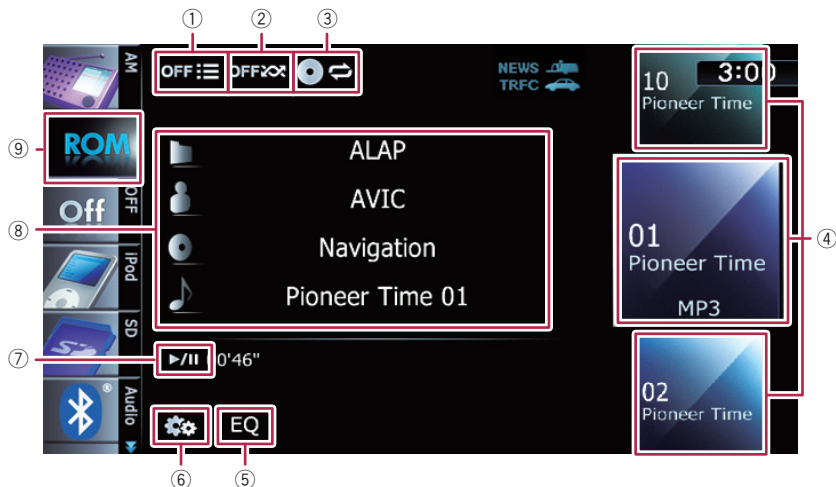 ① ② ③
AM
OFF
OFF
NEWS
TRFC
10
3:00
Pioneer Time
⑨
ROM
ALAP
OFF
Off
AVIC
⑧
④
01
Pioneer Time
iPod
Navigation
Pioneer Time 01
MP3
SD
⑦
►/II
0'46"
02
Pioneer Time
®
Audio
EQ
⑥ ⑤